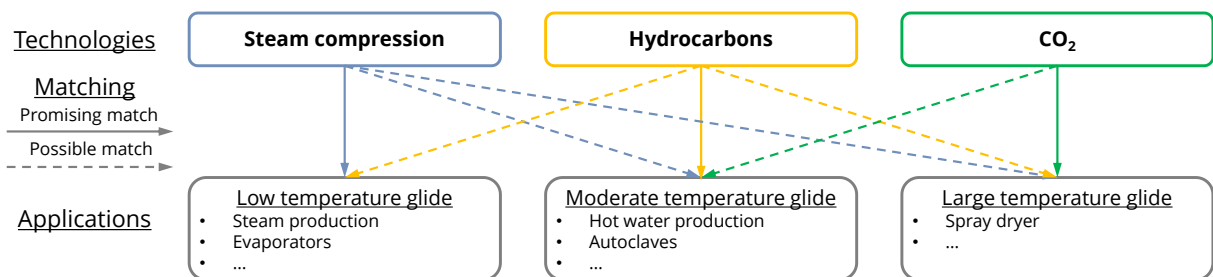 Technologies
Steam compression
Hydrocarbons
CO₂
Matching
Promising match
Possible match
Applications
Low temperature glide
• Steam production
• Evaporators
• ...
Moderate temperature glide
• Hot water production
• Autoclaves
• ...
Large temperature glide
• Spray dryer
• ...